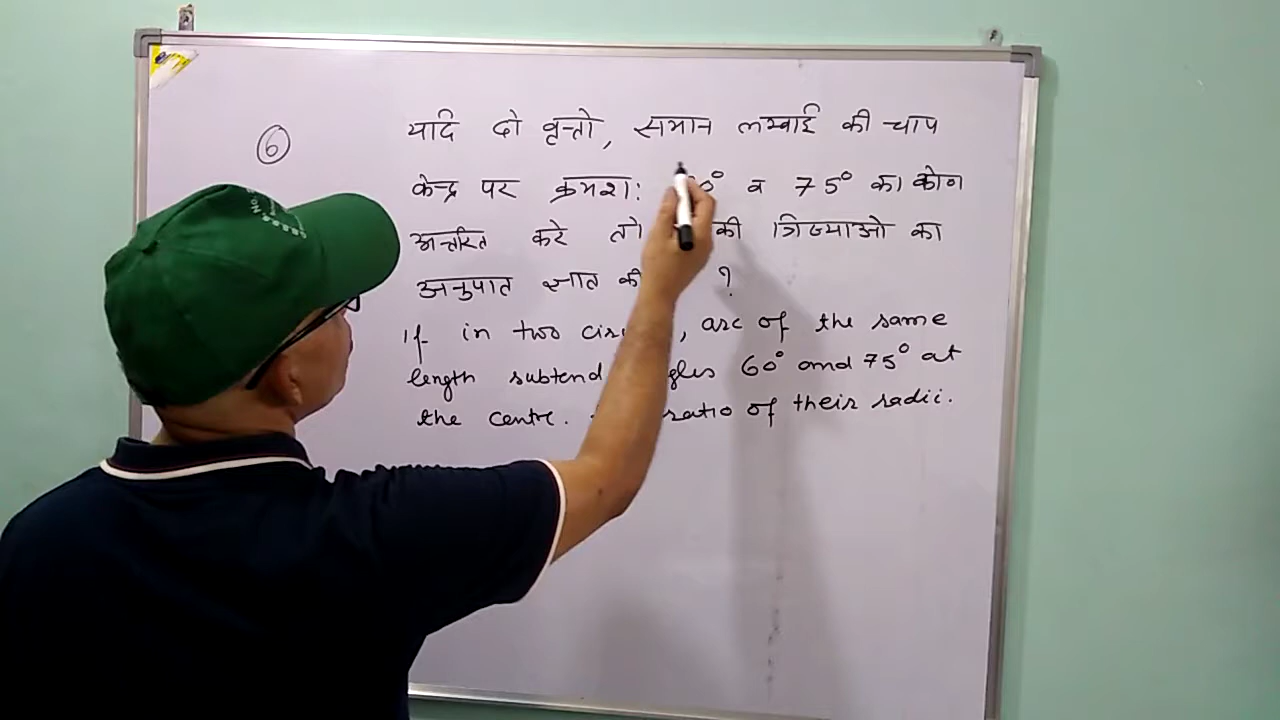 6
यदि दो वृत्तो, समान लम्बाई की चाप
केन्द्र पर क्रमश: व 75° का कोण
अन्तरित करे तो की त्रिज्याओ का
अनुपात ज्ञात की ?
If in two , arc of the same
length subtend 60° and 75° at
the centre. ratio of their radii.